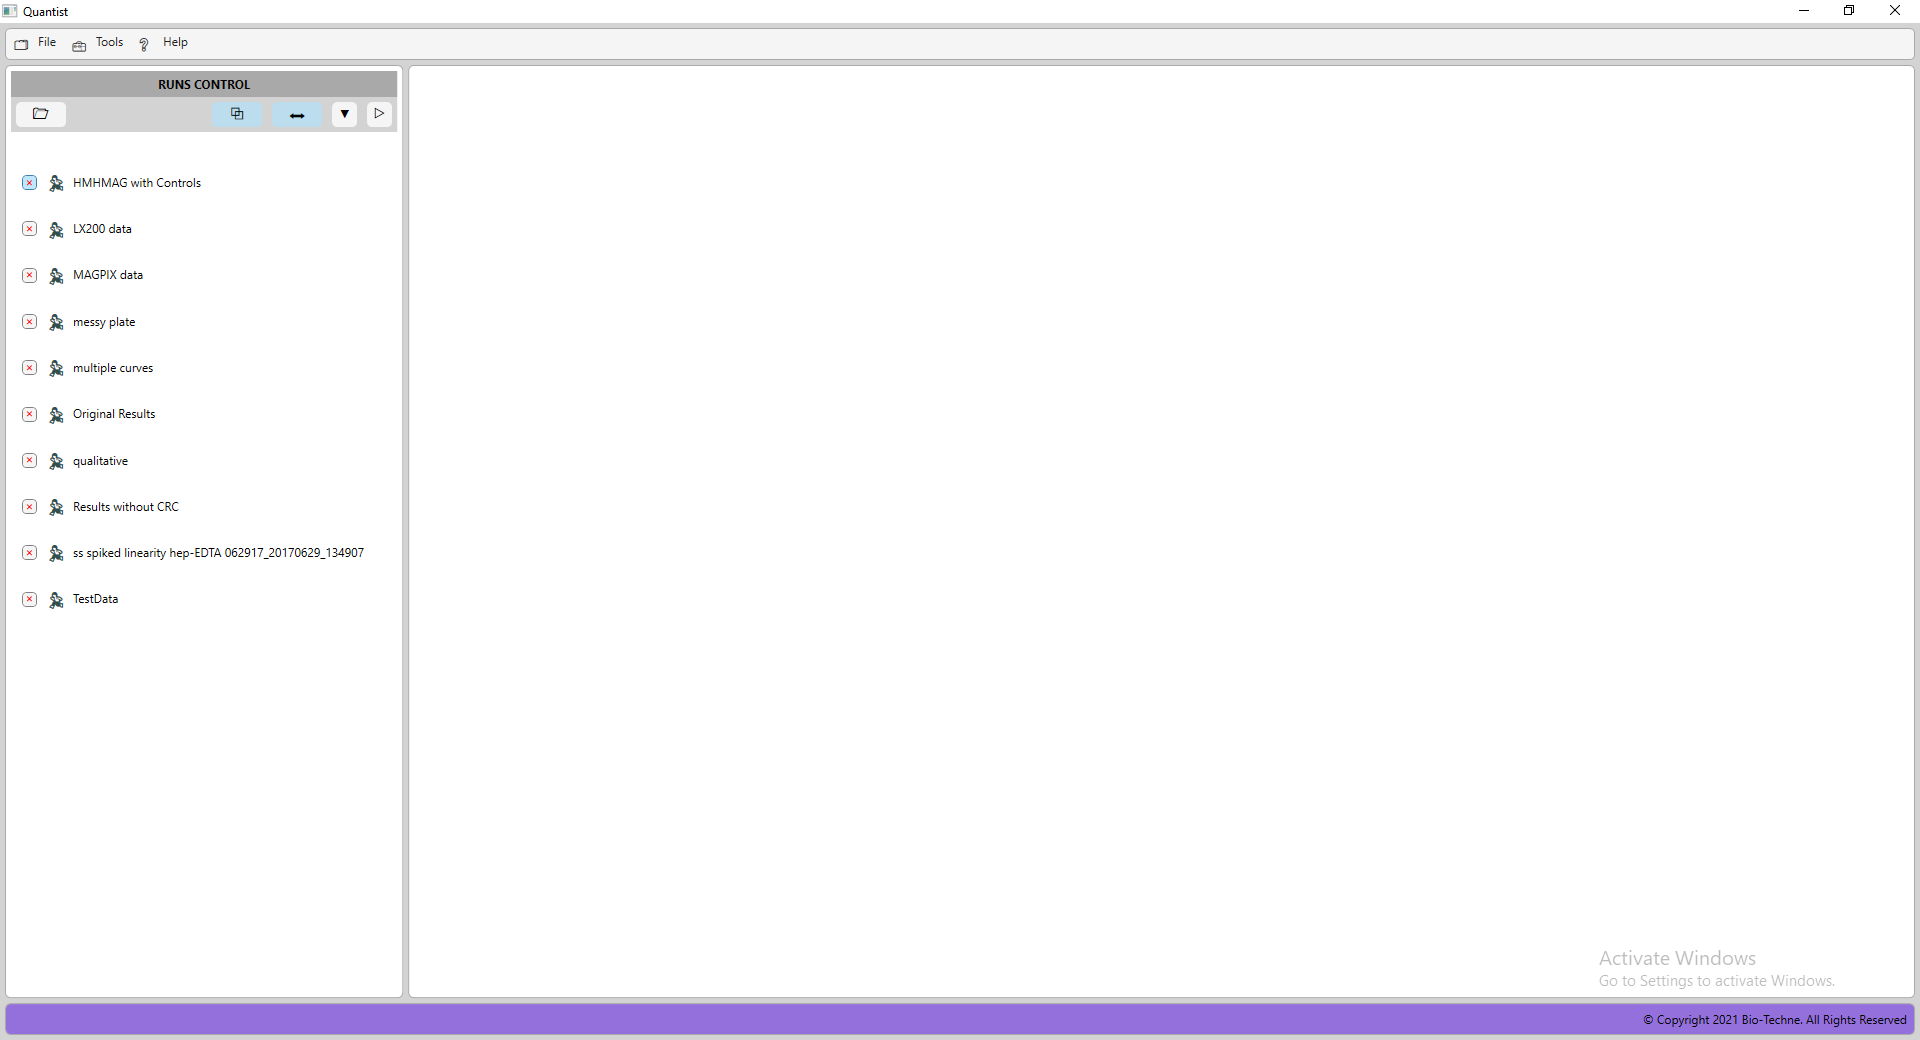 Quantist
File Tools Help
RUNS CONTROL
HMHMAG with Controls
LX200 data
MAGPIX data
messy plate
multiple curves
Original Results
qualitative
Results without CRC
ss spiked linearity hep-EDTA 062917_20170629_134907
TestData
Activate Windows
Go to Settings to activate Windows.
© Copyright 2021 Bio-Techne. All Rights Reserved